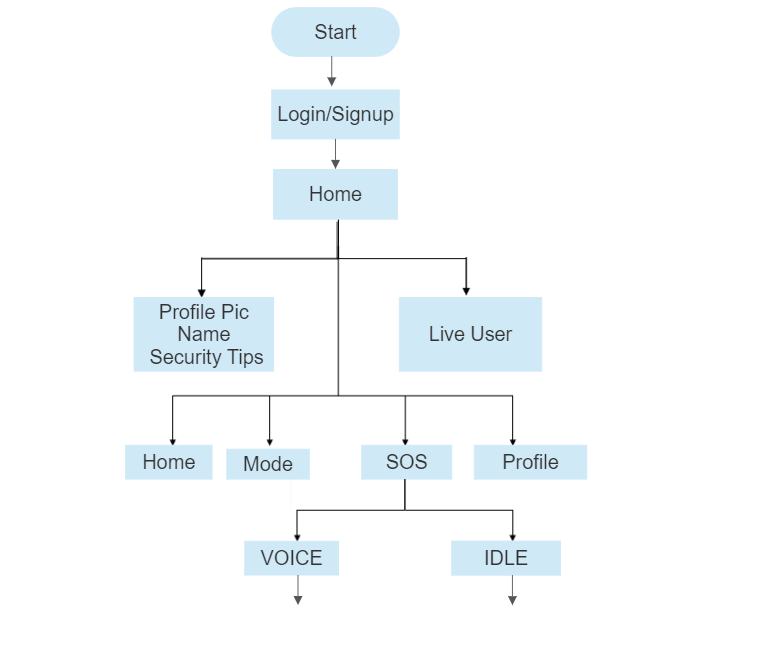 Start
Login/Signup
Home
Profile Pic
Name
Security Tips
Live User
Home
Mode
SOS
Profile
VOICE
IDLE